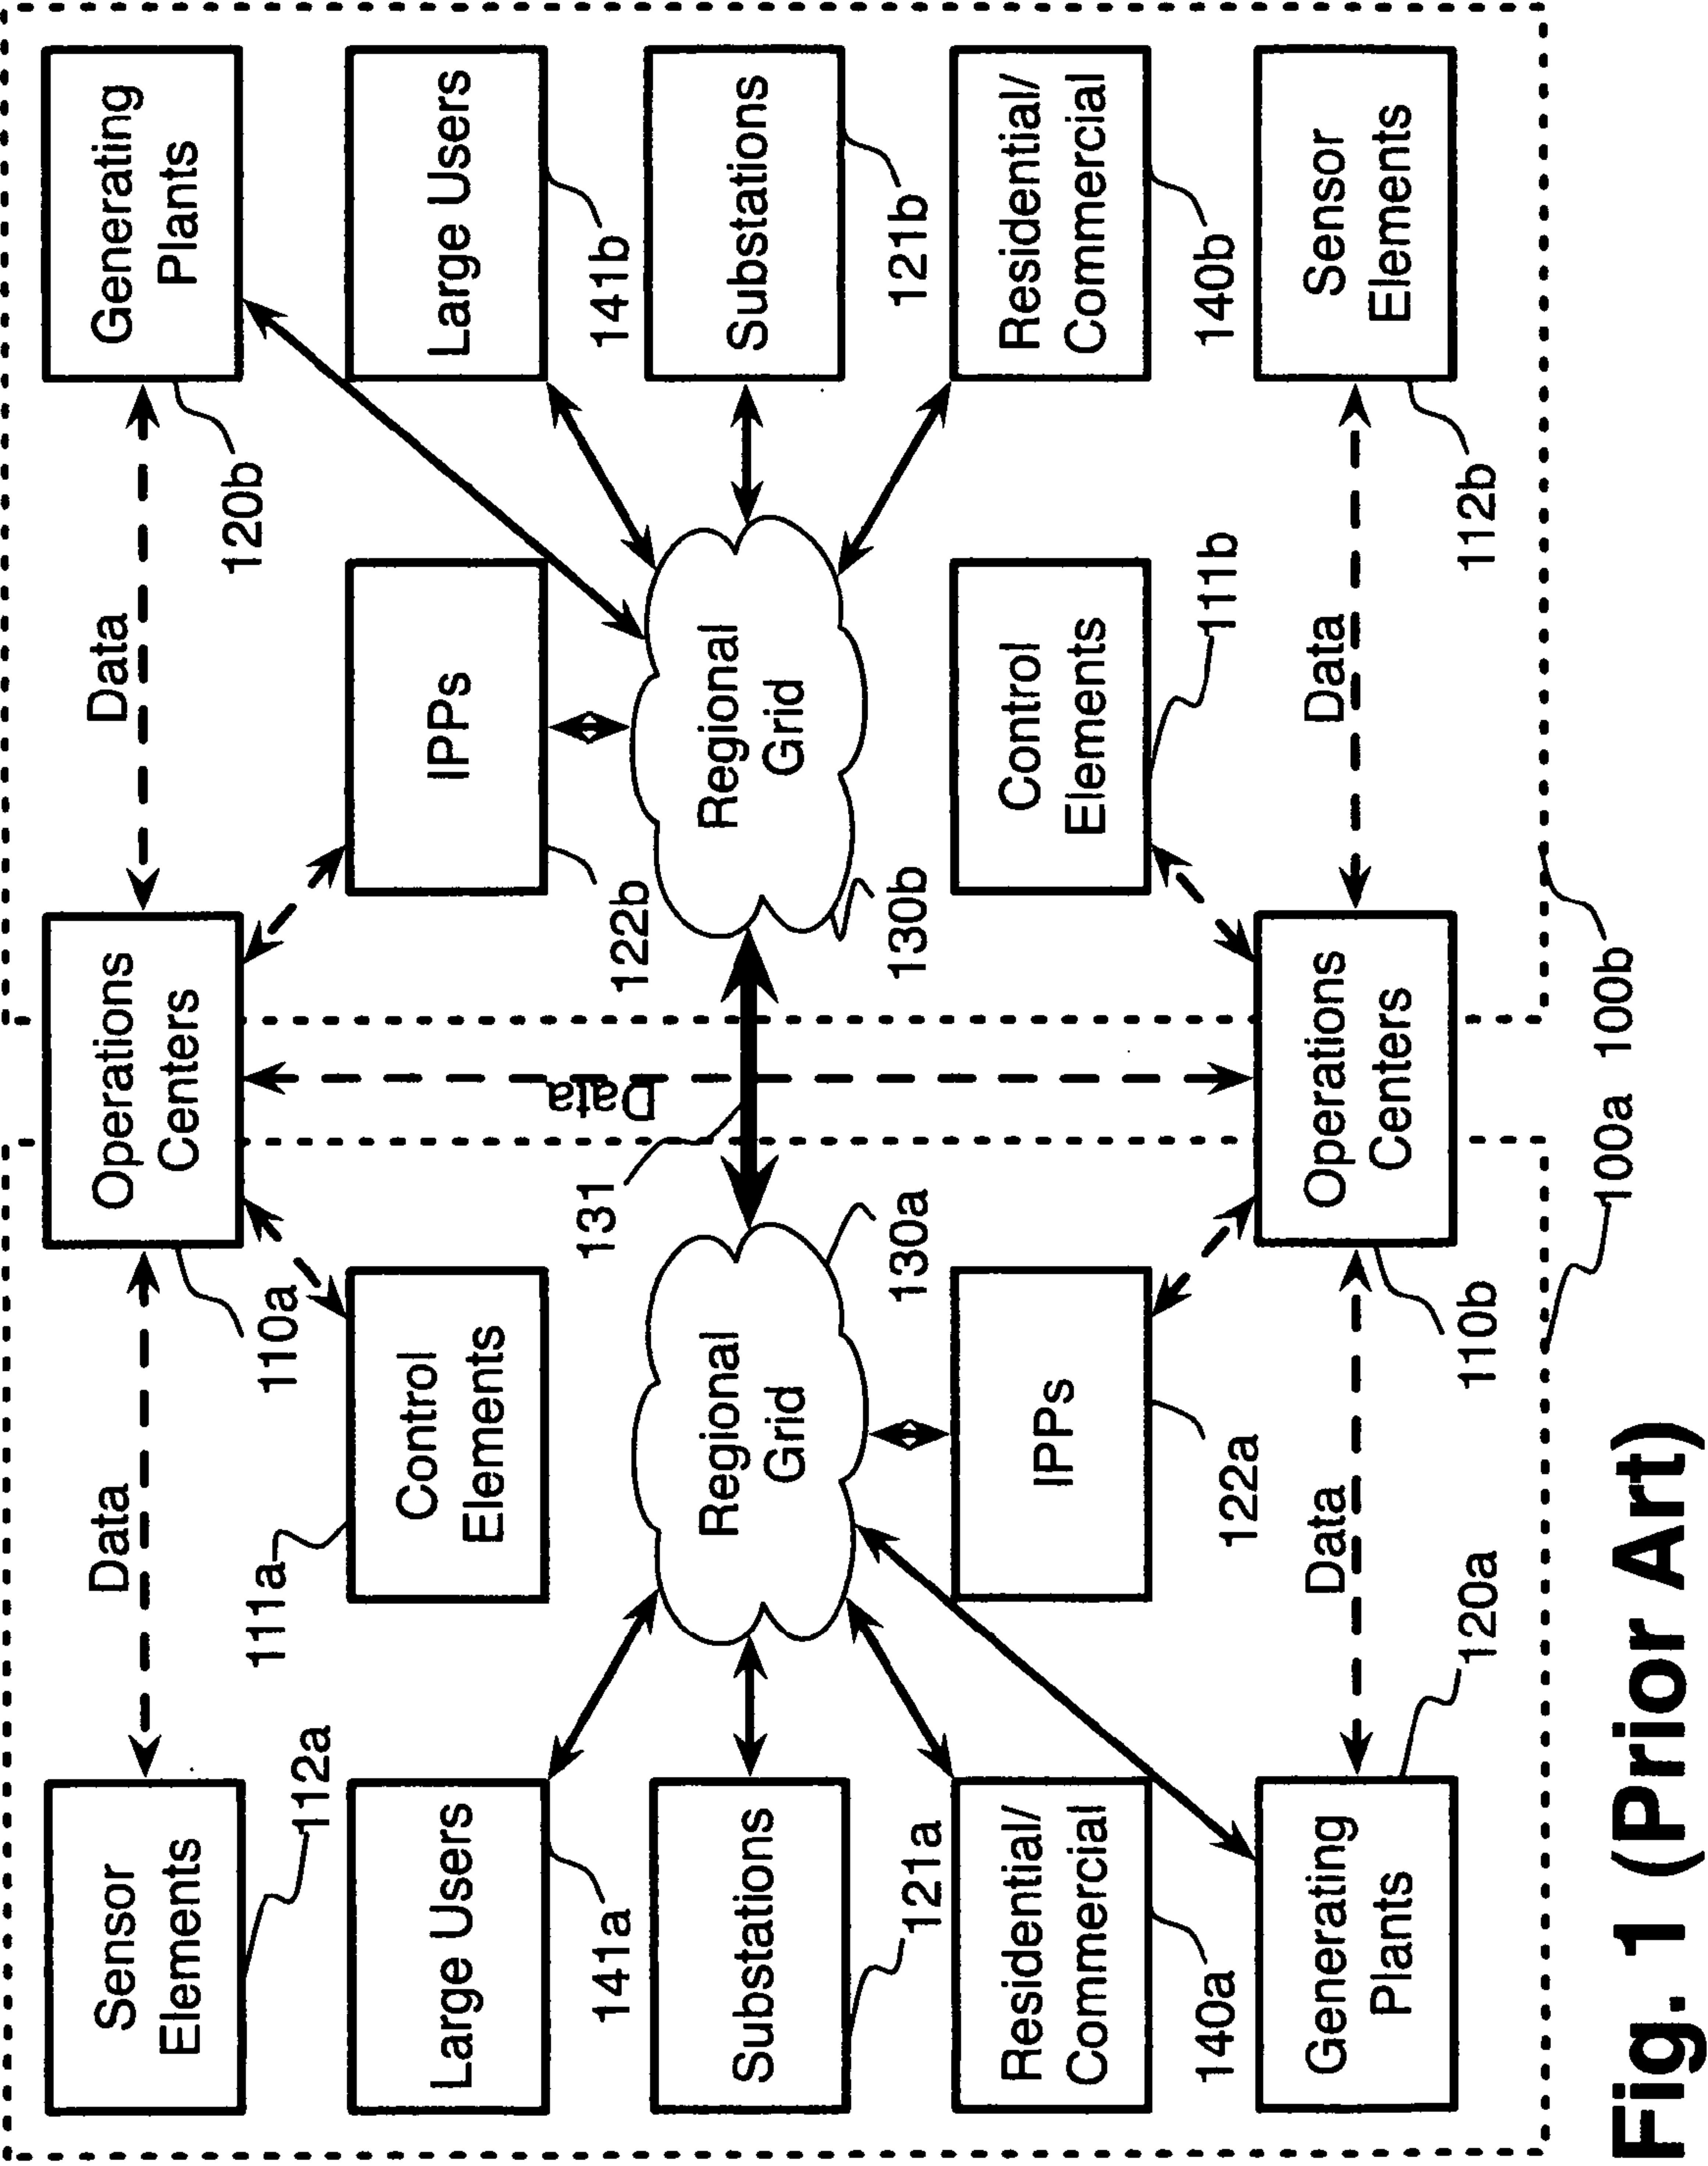 Sensor
Elements
112a
Data
Operations
Centers
110a
Data
Generating
Plants
120b
Large Users
141a
Control
Elements
111a
IPPs
122b
Large Users
141b
Substations
121a
Regional
Grid
130a
131
Data
Regional
Grid
130b
Substations
121b
Residential/
Commercial
140a
IPPs
122a
Control
Elements
111b
Residential/
Commercial
140b
Generating
Plants
120a
Data
Operations
Centers
110b
Data
Sensor
Elements
112b
100a
100b
Fig. 1 (Prior Art)